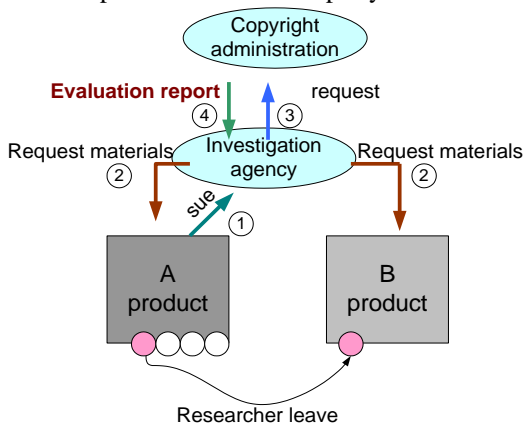 Copyright
administration
Evaluation report
request
4
3
Request materials
Investigation
agency
Request materials
2
2
sue
1
A
product
B
product
Researcher leave